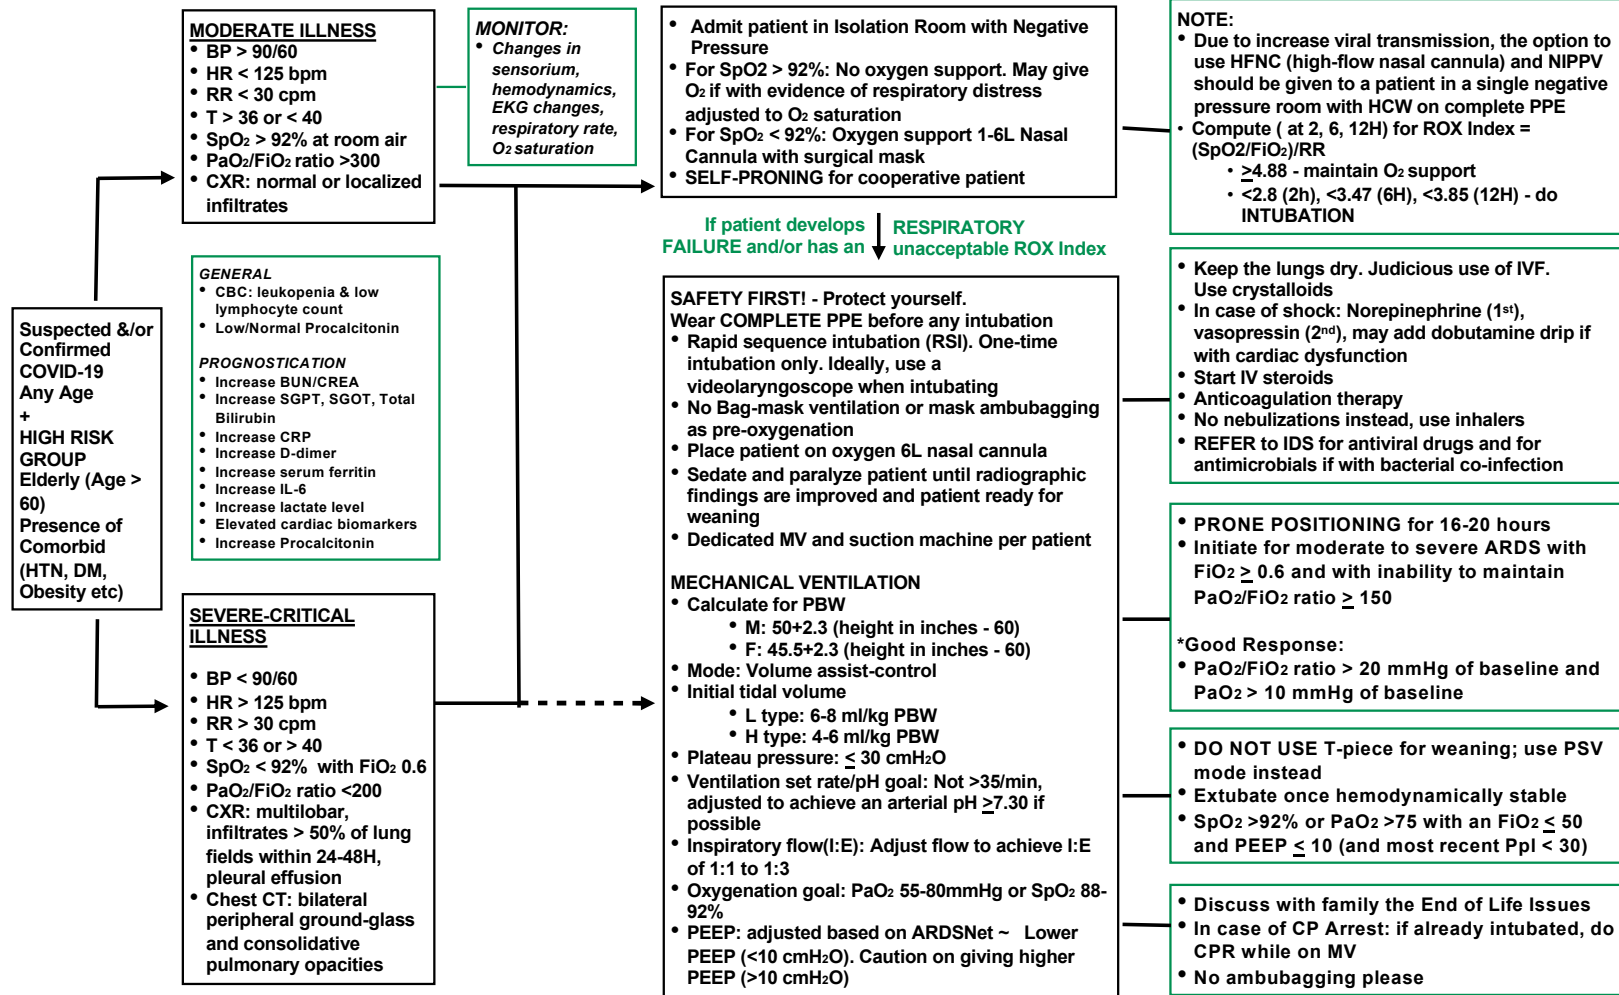 Suspected &/or
Confirmed
COVID-19
Any Age
+
HIGH RISK
GROUP
Elderly (Age >
60)
Presence of
Comorbid
(HTN, DM,
Obesity etc)
MODERATE ILLNESS
• BP > 90/60
• HR < 125 bpm
• RR < 30 cpm
• T > 36 or < 40
• SpO₂ > 92% at room air
• PaO₂/FiO₂ ratio >300
• CXR: normal or localized
infiltrates
MONITOR:
• Changes in
sensorium,
hemodynamics,
EKG changes,
respiratory rate,
O₂ saturation
GENERAL
• CBC: leukopenia & low
lymphocyte count
• Low/Normal Procalcitonin
PROGNOSTICATION
• Increase BUN/CREA
• Increase SGPT, SGOT, Total
Bilirubin
• Increase CRP
• Increase D-dimer
• Increase serum ferritin
• Increase IL-6
• Increase lactate level
• Elevated cardiac biomarkers
• Increase Procalcitonin
SEVERE-CRITICAL
ILLNESS
• BP < 90/60
• HR > 125 bpm
• RR > 30 cpm
• T < 36 or > 40
• SpO₂ < 92% with FiO₂ 0.6
• PaO₂/FiO₂ ratio <200
• CXR: multilobar,
infiltrates > 50% of lung
fields within 24-48H,
pleural effusion
• Chest CT: bilateral
peripheral ground-glass
and consolidative
pulmonary opacities
• Admit patient in Isolation Room with Negative
Pressure
• For SpO2 > 92%: No oxygen support. May give
O₂ if with evidence of respiratory distress
adjusted to O₂ saturation
• For SpO₂ < 92%: Oxygen support 1-6L Nasal
Cannula with surgical mask
• SELF-PRONING for cooperative patient
If patient develops RESPIRATORY
FAILURE and/or has an unacceptable ROX Index
SAFETY FIRST! - Protect yourself.
Wear COMPLETE PPE before any intubation
• Rapid sequence intubation (RSI). One-time
intubation only. Ideally, use a
videolaryngoscope when intubating
• No Bag-mask ventilation or mask ambubagging
as pre-oxygenation
• Place patient on oxygen 6L nasal cannula
• Sedate and paralyze patient until radiographic
findings are improved and patient ready for
weaning
• Dedicated MV and suction machine per patient
MECHANICAL VENTILATION
• Calculate for PBW
• M: 50+2.3 (height in inches - 60)
• F: 45.5+2.3 (height in inches - 60)
• Mode: Volume assist-control
• Initial tidal volume
• L type: 6-8 ml/kg PBW
• H type: 4-6 ml/kg PBW
• Plateau pressure: ≤ 30 cmH₂O
• Ventilation set rate/pH goal: Not >35/min,
adjusted to achieve an arterial pH ≥7.30 if
possible
• Inspiratory flow(I:E): Adjust flow to achieve I:E
of 1:1 to 1:3
• Oxygenation goal: PaO₂ 55-80mmHg or SpO₂ 88-
92%
• PEEP: adjusted based on ARDSNet ~ Lower
PEEP (<10 cmH₂O). Caution on giving higher
PEEP (>10 cmH₂O)
NOTE:
• Due to increase viral transmission, the option to
use HFNC (high-flow nasal cannula) and NIPPV
should be given to a patient in a single negative
pressure room with HCW on complete PPE
• Compute ( at 2, 6, 12H) for ROX Index =
(SpO2/FiO₂)/RR
• ≥4.88 - maintain O₂ support
• <2.8 (2h), <3.47 (6H), <3.85 (12H) - do
INTUBATION
• Keep the lungs dry. Judicious use of IVF.
Use crystalloids
• In case of shock: Norepinephrine (1ˢᵗ),
vasopressin (2ⁿᵈ), may add dobutamine drip if
with cardiac dysfunction
• Start IV steroids
• Anticoagulation therapy
• No nebulizations instead, use inhalers
• REFER to IDS for antiviral drugs and for
antimicrobials if with bacterial co-infection
• PRONE POSITIONING for 16-20 hours
• Initiate for moderate to severe ARDS with
FiO₂ ≥ 0.6 and with inability to maintain
PaO₂/FiO₂ ratio ≥ 150
*Good Response:
• PaO₂/FiO₂ ratio > 20 mmHg of baseline and
PaO₂ > 10 mmHg of baseline
• DO NOT USE T-piece for weaning; use PSV
mode instead
• Extubate once hemodynamically stable
• SpO₂ >92% or PaO₂ >75 with an FiO₂ ≤ 50
and PEEP ≤ 10 (and most recent Ppl < 30)
• Discuss with family the End of Life Issues
• In case of CP Arrest: if already intubated, do
CPR while on MV
• No ambubagging please